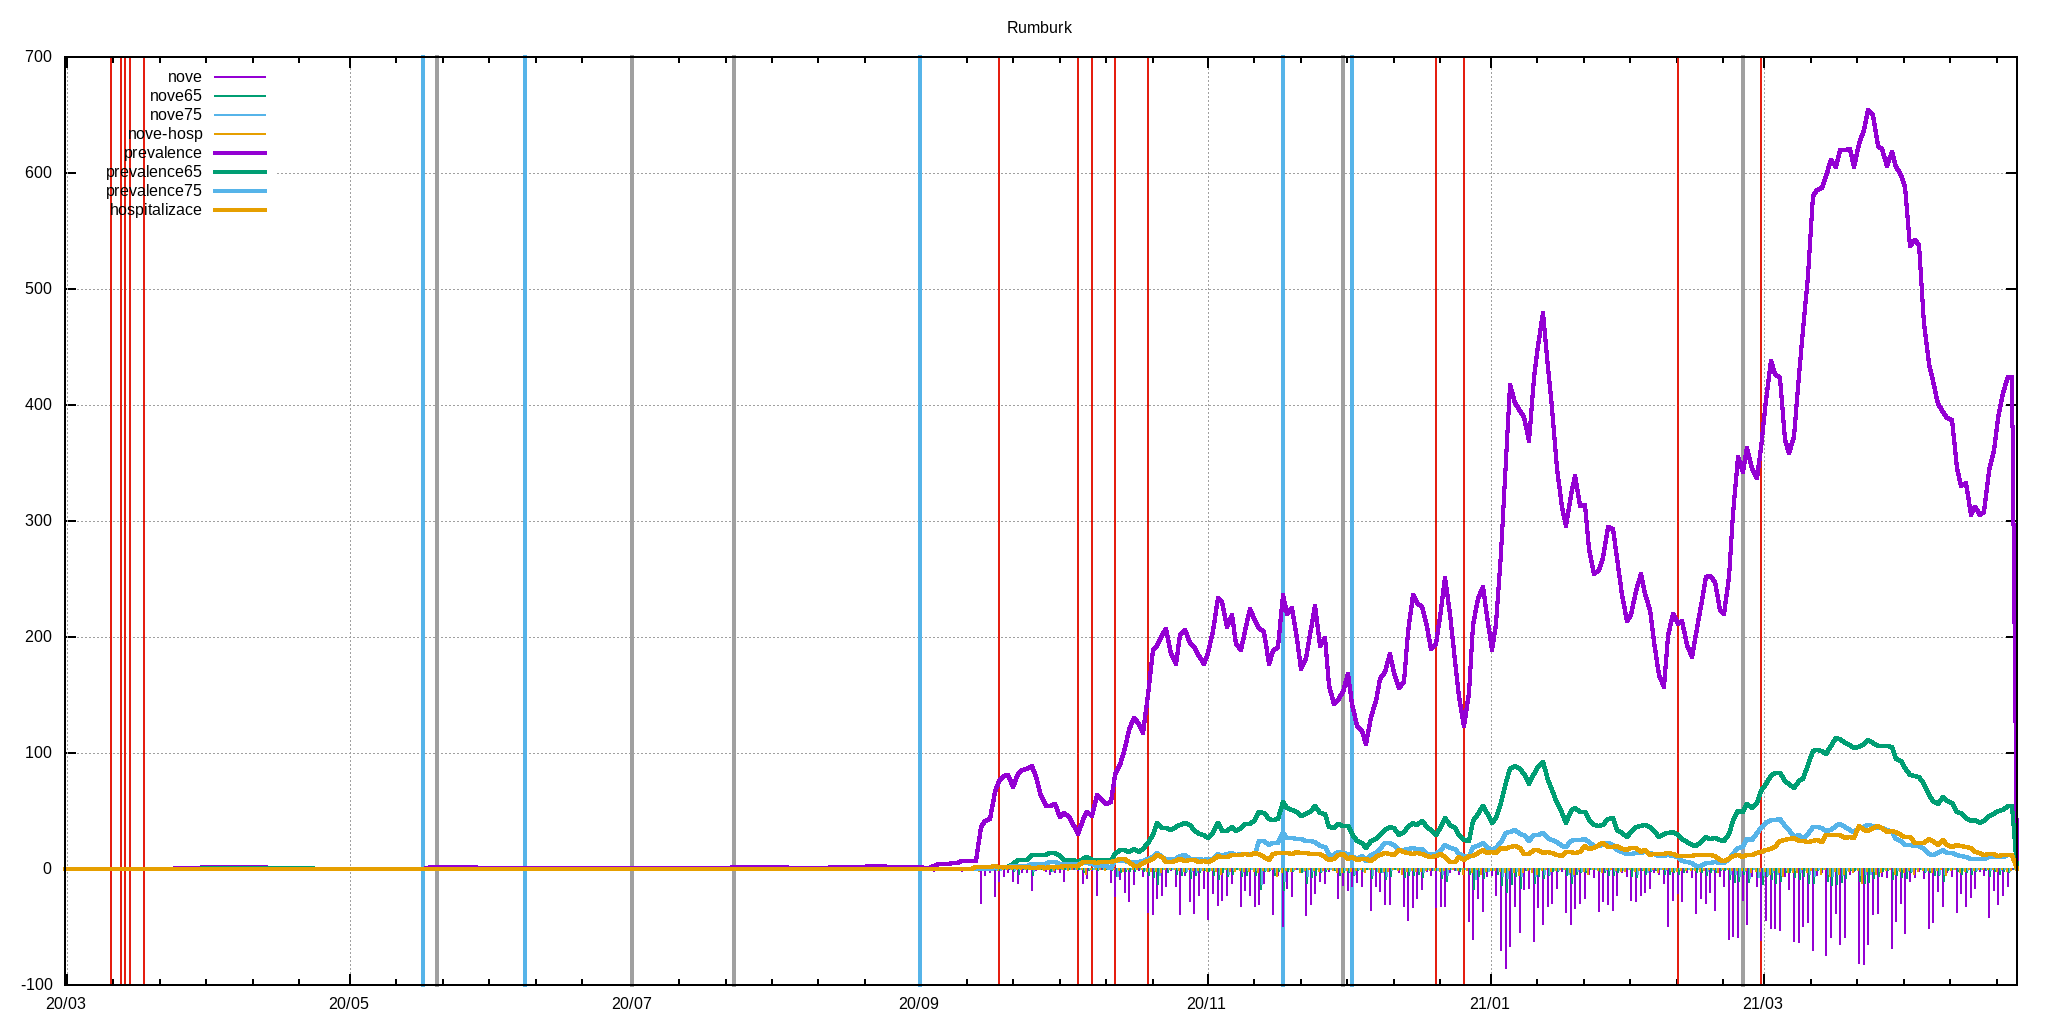 Rumburk
700
600
500
400
300
200
100
0
-100
nove
nove65
nove75
nove-hosp
prevalence
prevalence65
prevalence75
hospitalizace
20/03 20/05 20/07 20/09 20/11 21/01 21/03